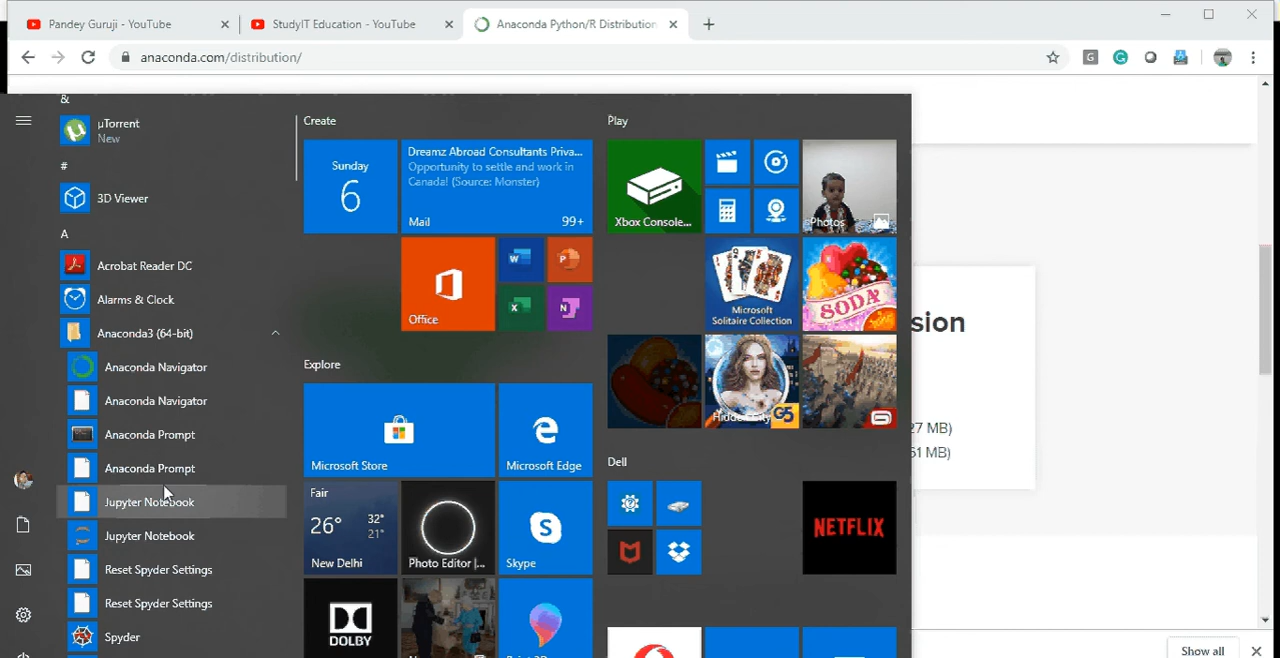 Pandey Guruji - YouTube
StudyIT Education - YouTube
Anaconda Python/R Distribution
anaconda.com/distribution/
&
µTorrent
New
#
3D Viewer
A
Acrobat Reader DC
Alarms & Clock
Anaconda3 (64-bit)
Anaconda Navigator
Anaconda Navigator
Anaconda Prompt
Anaconda Prompt
Jupyter Notebook
Jupyter Notebook
Reset Spyder Settings
Reset Spyder Settings
Spyder
Create
Sunday
6
Dreamz Abroad Consultants Priva...
Opportunity to settle and work in
Canada! (Source: Monster)
Mail 99+
Office
Explore
Microsoft Store
Microsoft Edge
Fair
26° 32°
21°
New Delhi
Photo Editor |...
Skype
DOLBY
Play
Xbox Console...
Photos
Microsoft
Solitaire Collection
SODA
Hidden City
G5
Dell
NETFLIX
sion
27 MB)
61 MB)
Show all